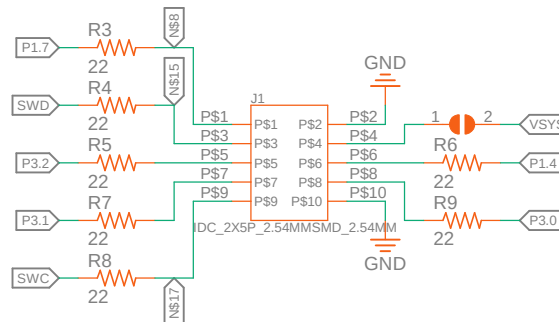 R3
P1.7
22
N$8
R4
SWD
22
N$15
R5
P3.2
22
R7
P3.1
22
R8
SWC
22
N$17
J1
P$1
P$3
P$5
P$7
P$9
P$1
P$3
P$5
P$7
P$9
P$2
P$4
P$6
P$8
P$10
P$2
P$4
P$6
P$8
P$10
IDC_2X5P_2.54MMSMD_2.54MM
GND
1
2
VSYS
R6
P1.4
22
R9
P3.0
22
GND